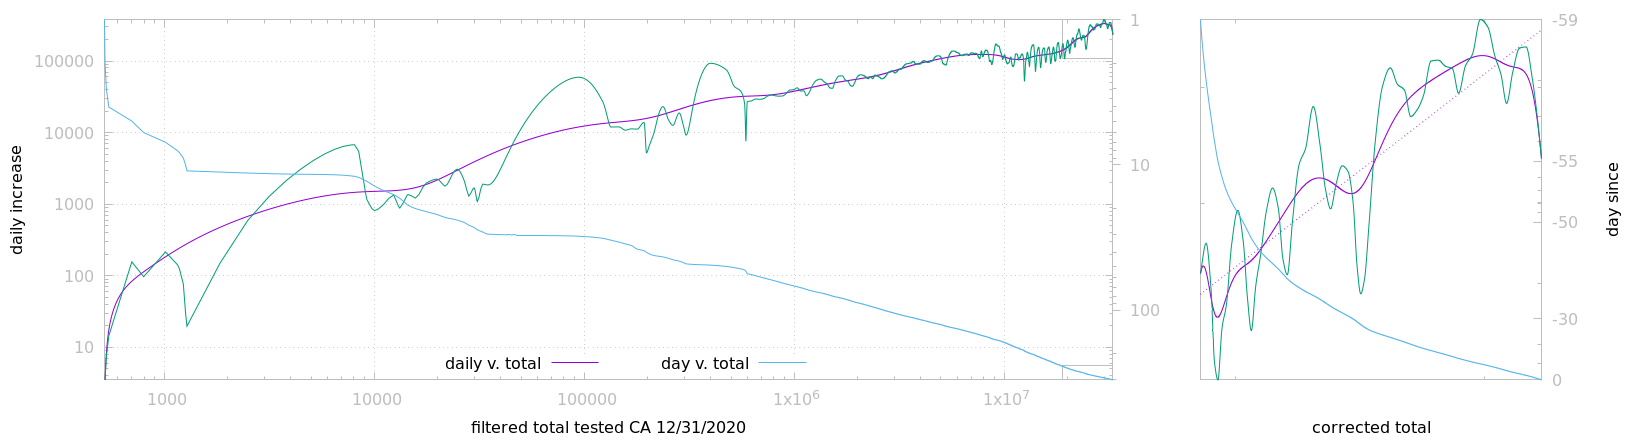 daily increase
100000
10000
1000
100
10
1
10
100
daily v. total
day v. total
1000
10000
100000
1x10⁶
1x10⁷
filtered total tested CA 12/31/2020
-59
-55
-50
-30
0
day since
corrected total